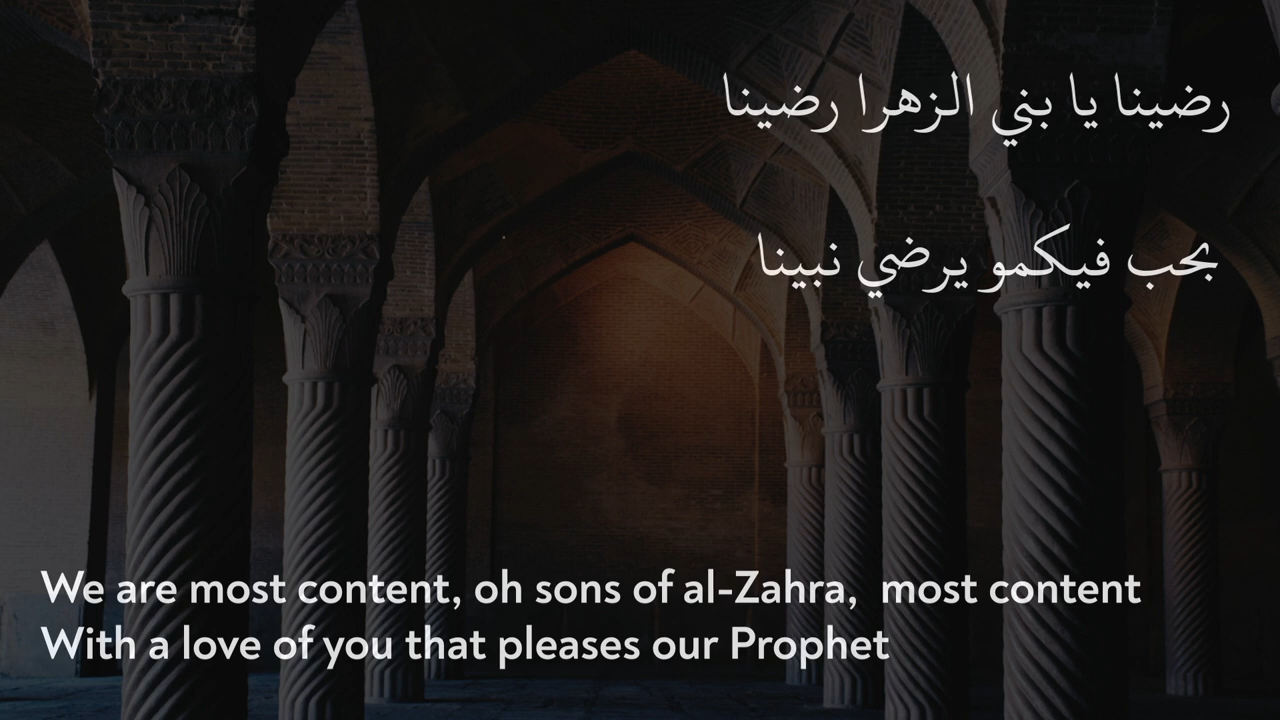 رضينا يا بني الزهرا رضينا
بحب فيكمو يرضي نبينا
We are most content, oh sons of al-Zahra, most content
With a love of you that pleases our Prophet